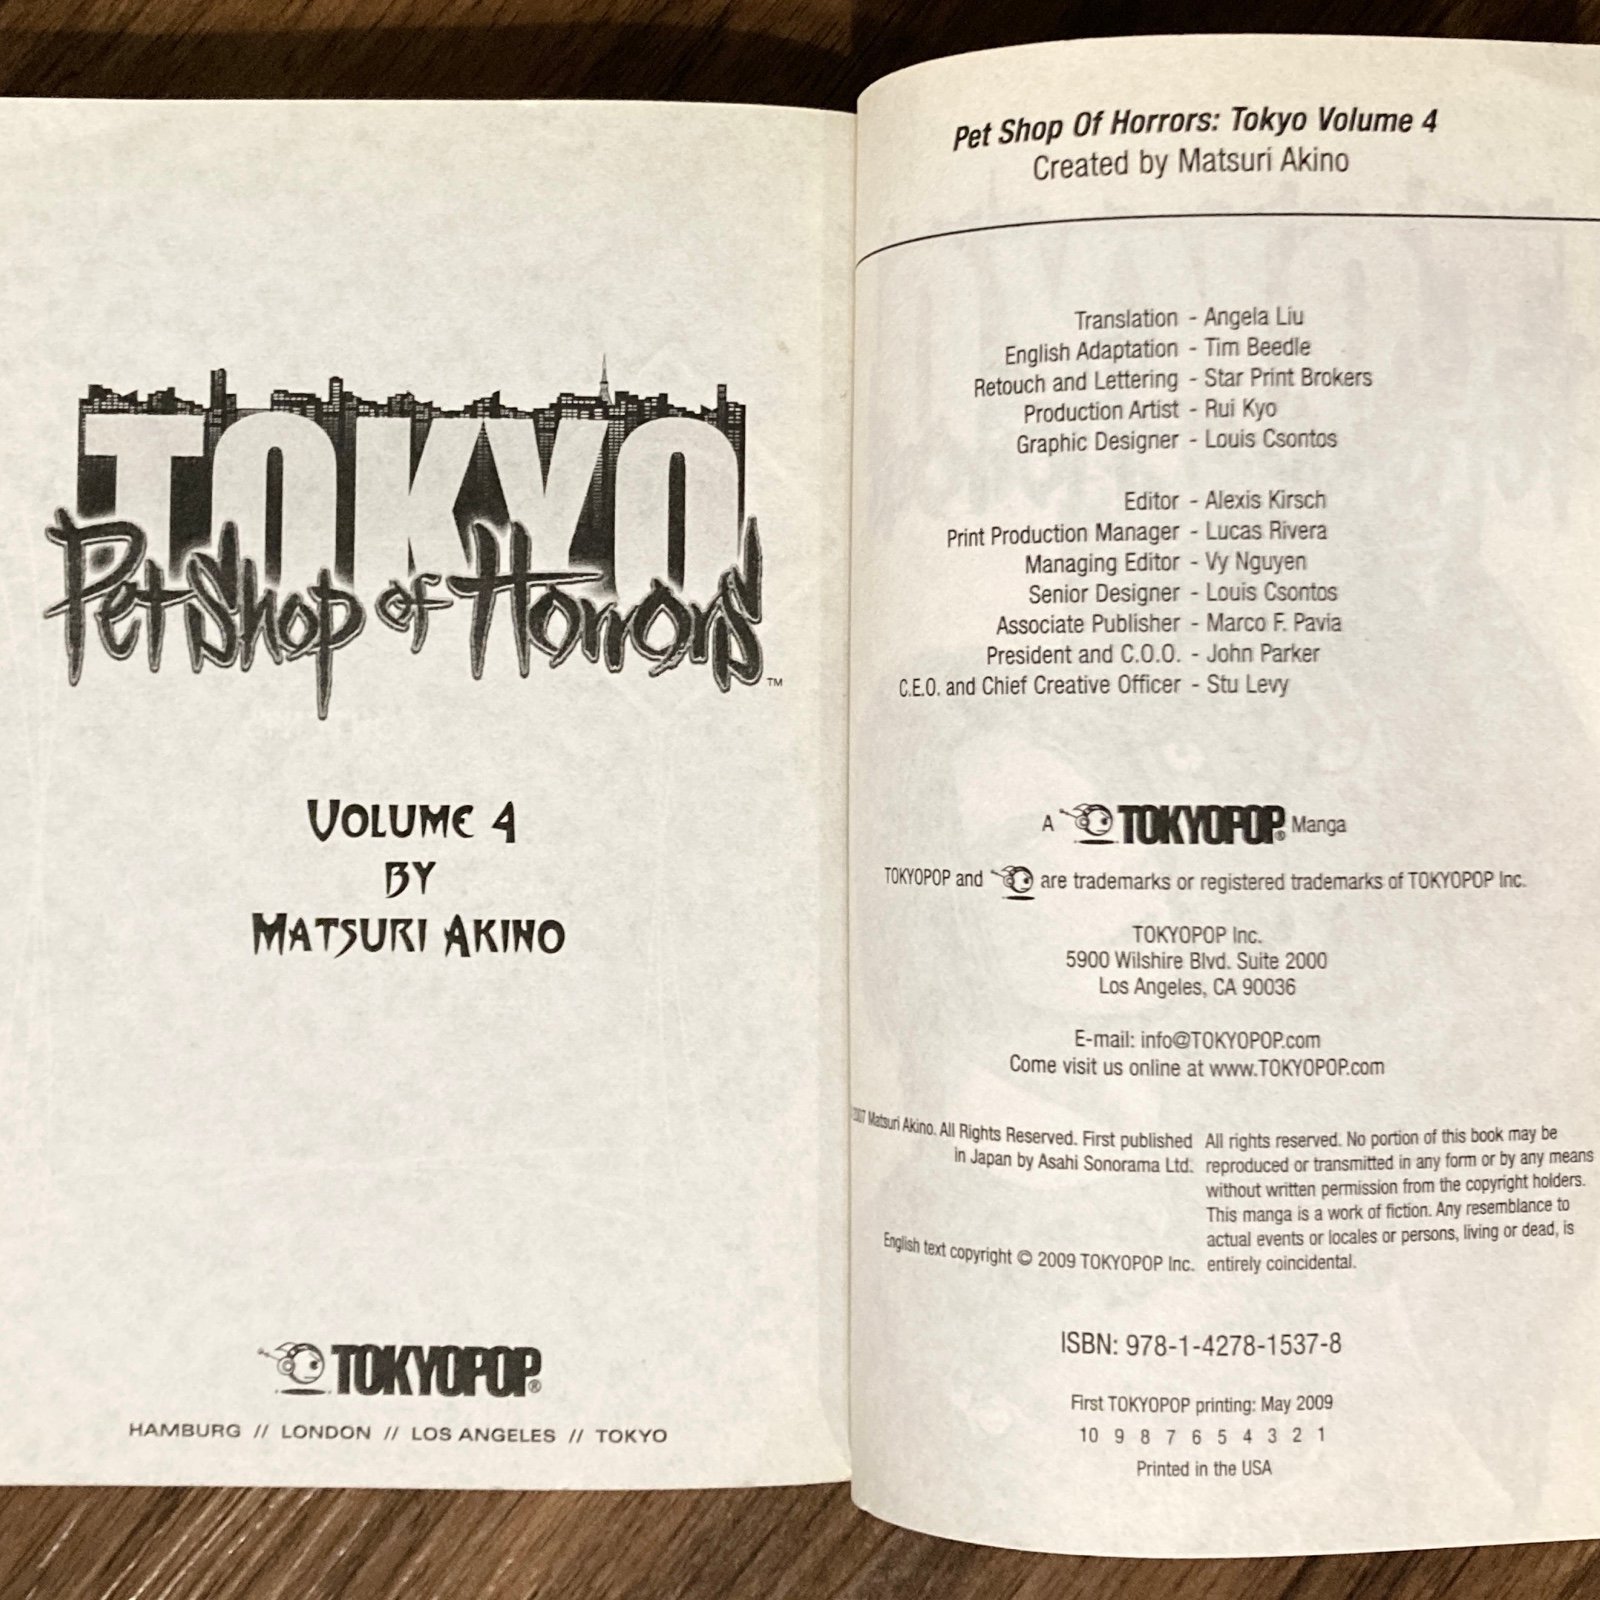 TOKYO
Pet Shop of Horrors™
VOLUME 4
BY
MATSURI AKINO
TOKYOPOP®
HAMBURG // LONDON // LOS ANGELES // TOKYO
Pet Shop Of Horrors: Tokyo Volume 4
Created by Matsuri Akino
Translation - Angela Liu
English Adaptation - Tim Beedle
Retouch and Lettering - Star Print Brokers
Production Artist - Rui Kyo
Graphic Designer - Louis Csontos
Editor - Alexis Kirsch
Print Production Manager - Lucas Rivera
Managing Editor - Vy Nguyen
Senior Designer - Louis Csontos
Associate Publisher - Marco F. Pavia
President and C.O.O. - John Parker
C.E.O. and Chief Creative Officer - Stu Levy
A TOKYOPOP® Manga
TOKYOPOP and are trademarks or registered trademarks of TOKYOPOP Inc.
TOKYOPOP Inc.
5900 Wilshire Blvd. Suite 2000
Los Angeles, CA 90036
E-mail: info@TOKYOPOP.com
Come visit us online at www.TOKYOPOP.com
Matsuri Akino. All Rights Reserved. First published
in Japan by Asahi Sonorama Ltd.
English text copyright © 2009 TOKYOPOP Inc.
All rights reserved. No portion of this book may be
reproduced or transmitted in any form or by any means
without written permission from the copyright holders.
This manga is a work of fiction. Any resemblance to
actual events or locales or persons, living or dead, is
entirely coincidental.
ISBN: 978-1-4278-1537-8
First TOKYOPOP printing: May 2009
10 9 8 7 6 5 4 3 2 1
Printed in the USA